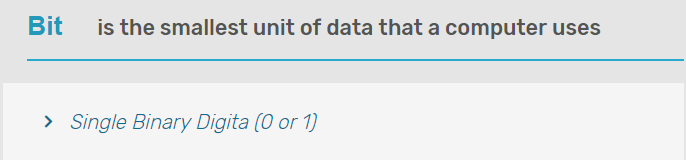 Bit is the smallest unit of data that a computer uses
Single Binary Digita (0 or 1)